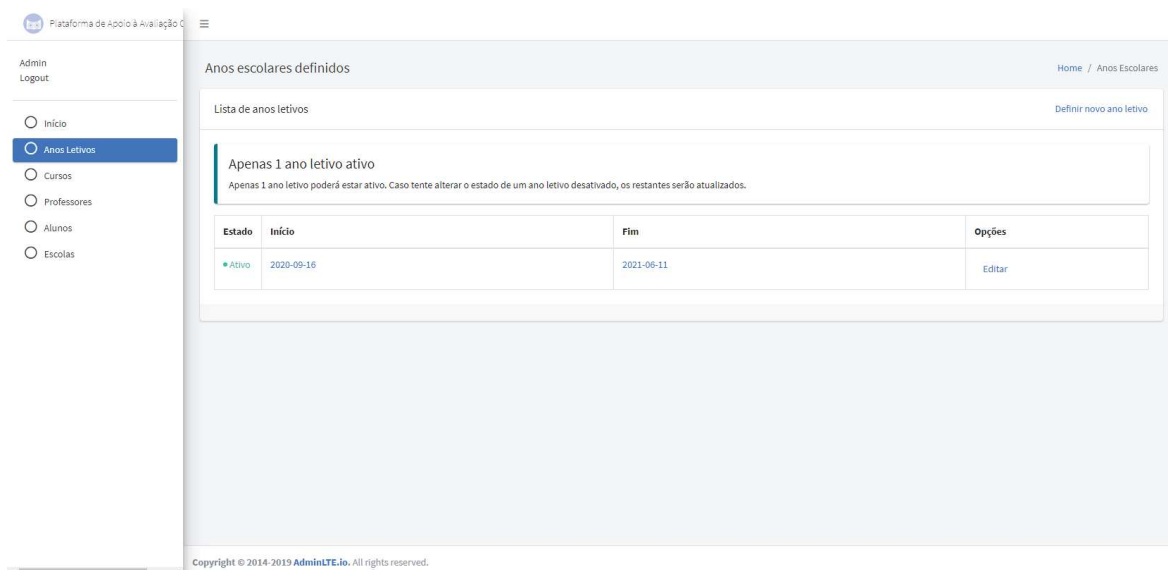 Plataforma de Apoio à Avaliação C
Admin
Logout
Início
Anos Letivos
Cursos
Professores
Alunos
Escolas
Anos escolares definidos
Home / Anos Escolares
Lista de anos letivos
Definir novo ano letivo
Apenas 1 ano letivo ativo
Apenas 1 ano letivo poderá estar ativo. Caso tente alterar o estado de um ano letivo desativado, os restantes serão atualizados.
Estado Início Fim Opções
Ativo 2020-09-16 2021-06-11 Editar
Copyright © 2014-2019 AdminLTE.io. All rights reserved.